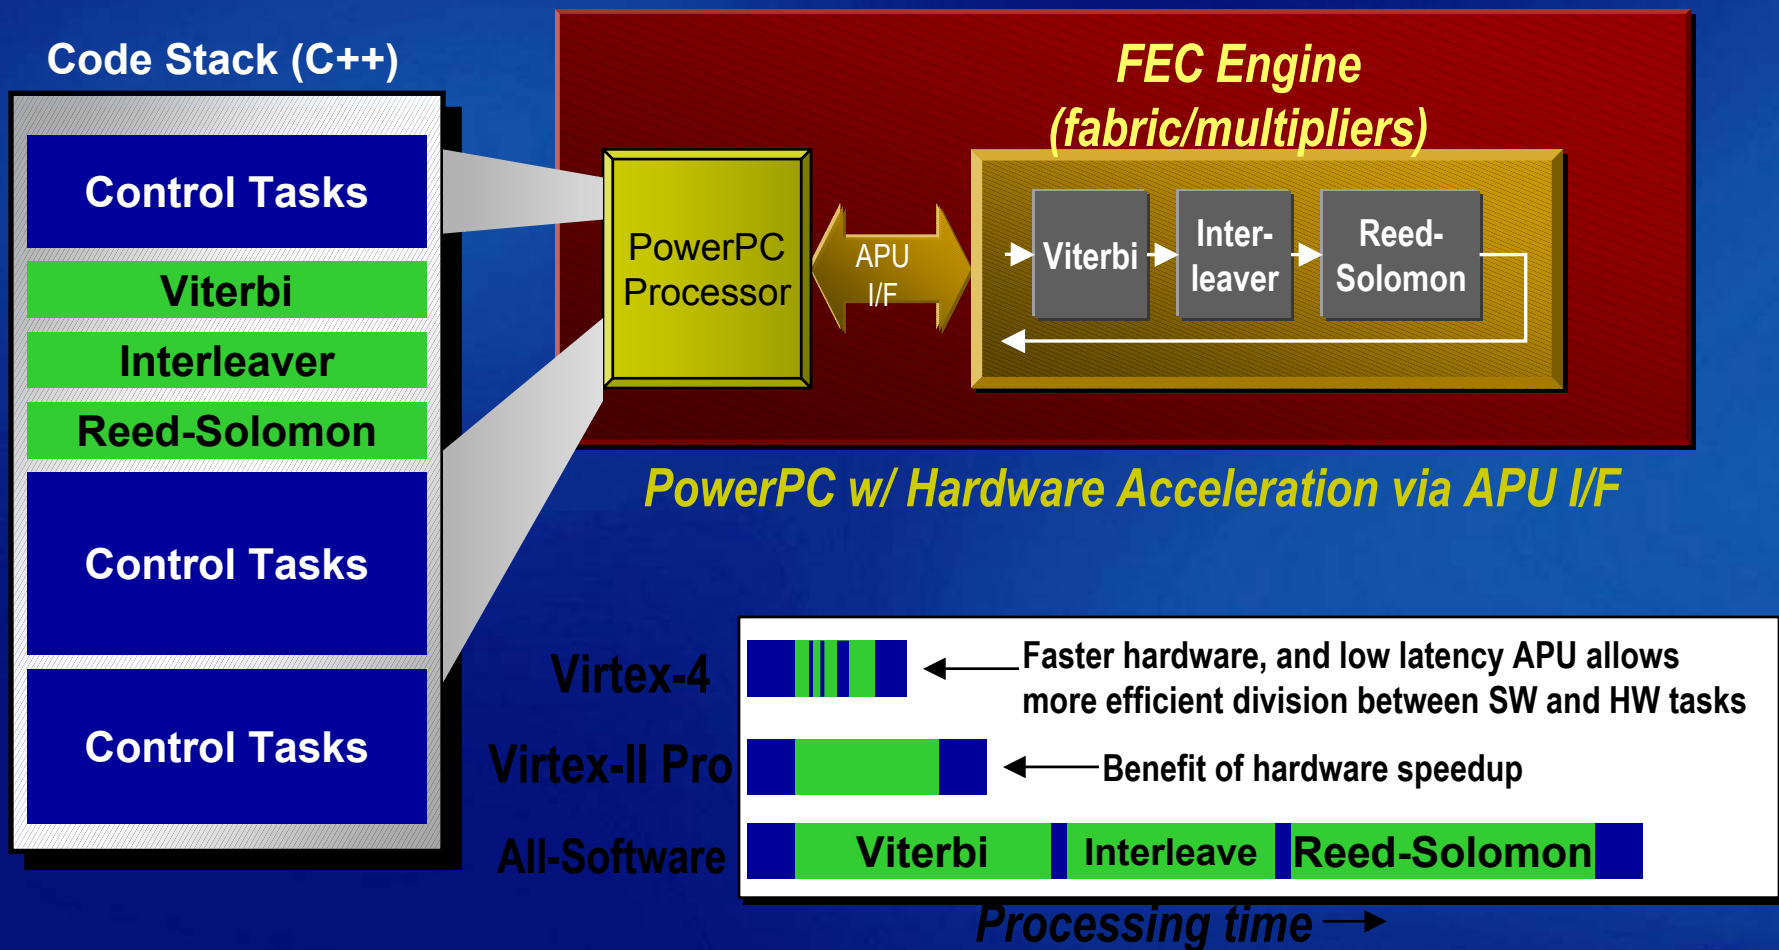 Code Stack (C++)
Control Tasks
Viterbi
Interleaver
Reed-Solomon
Control Tasks
Control Tasks
FEC Engine
(fabric/multipliers)
PowerPC
Processor
APU
I/F
Viterbi
Inter-
leaver
Reed-
Solomon
PowerPC w/ Hardware Acceleration via APU I/F
Virtex-4
Faster hardware, and low latency APU allows
more efficient division between SW and HW tasks
Virtex-II Pro
Benefit of hardware speedup
All-Software
Viterbi
Interleave
Reed-Solomon
Processing time